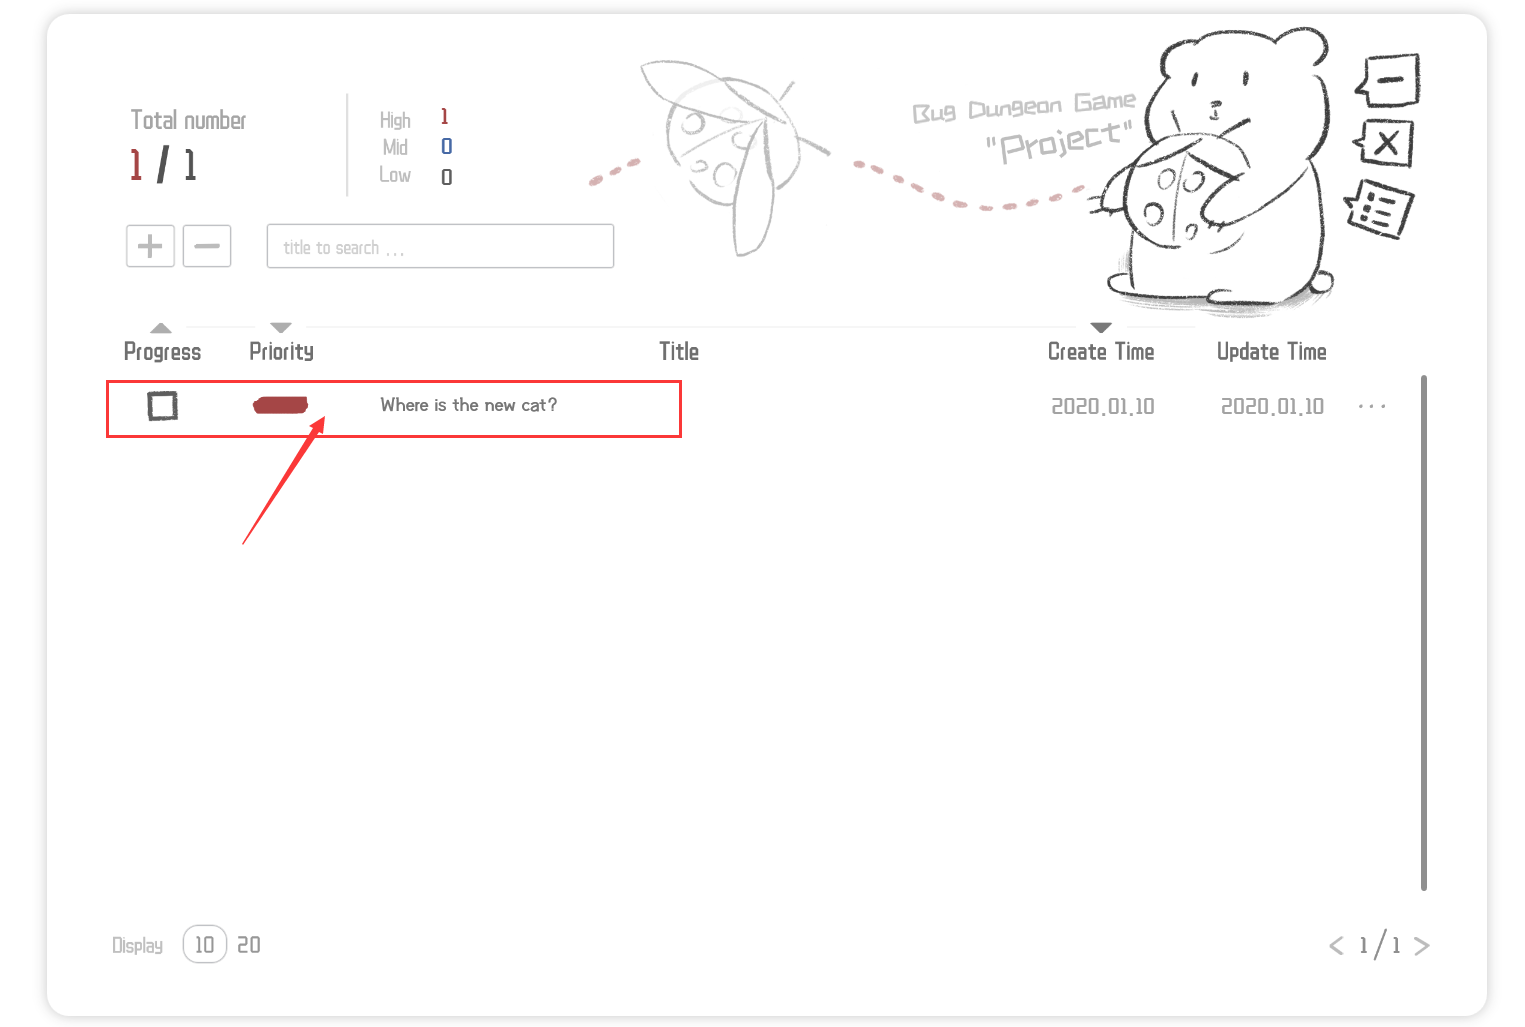 Total number
1 / 1
High 1
Mid 0
Low 0
Bug Dungeon Game
"Project"
title to search ...
Progress Priority Title Create Time Update Time
Where is the new cat? 2020.01.10 2020.01.10 ...
Display 10 20
< 1 / 1 >